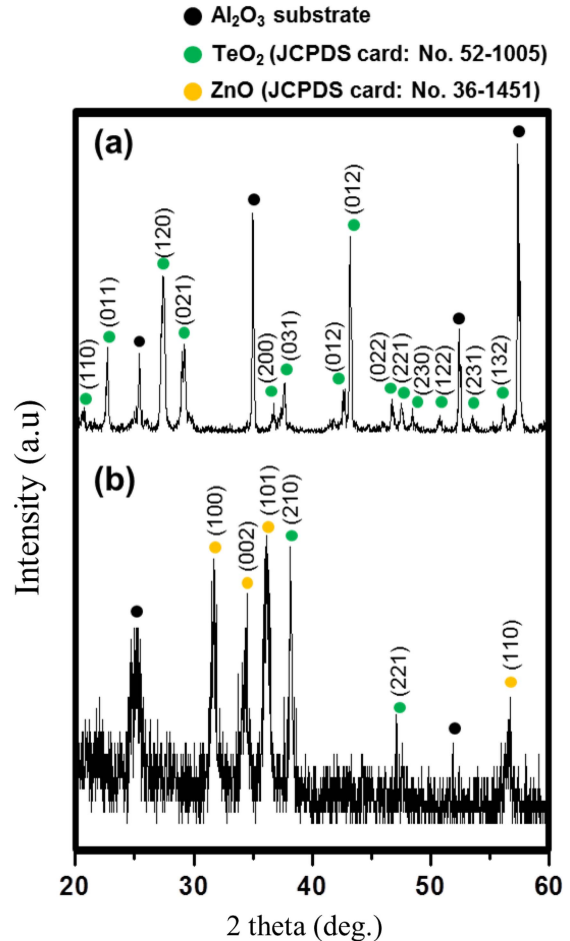 Al₂O₃ substrate
TeO₂ (JCPDS card: No. 52-1005)
ZnO (JCPDS card: No. 36-1451)
(a)
(110)
(011)
(120)
(021)
(200)
(031)
(012)
(012)
(022)
(221)
(230)
(122)
(231)
(132)
(b)
(100)
(002)
(101)
(210)
(221)
(110)
Intensity (a.u)
20 30 40 50 60
2 theta (deg.)